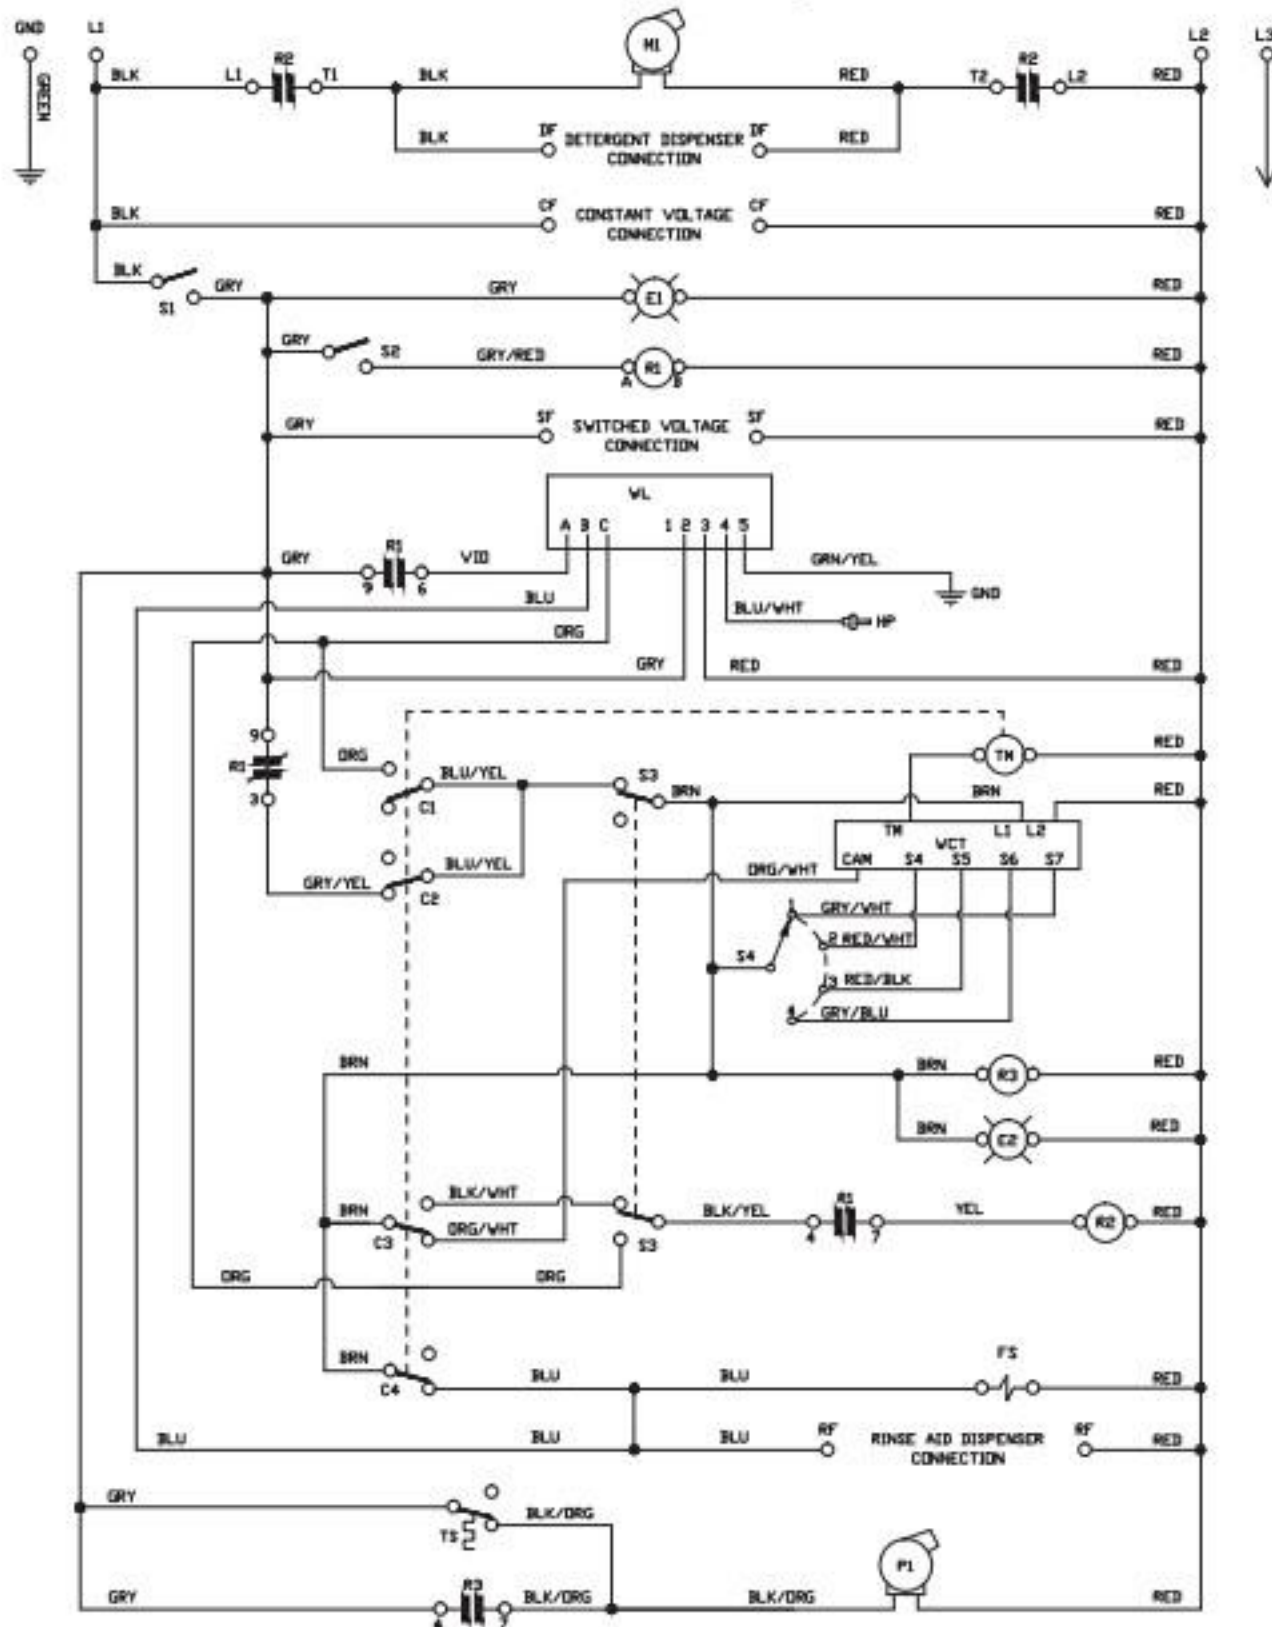 GND L1 L2 L3
GREEN
BLK L1 R2 T1 BLK M1 RED T2 R2 L2 RED
BLK DF DETERGENT DISPENSER DF RED
CONNECTION
BLK CF CONSTANT VOLTAGE CF RED
CONNECTION
BLK S1 GRY GRY E1 RED
GRY S2 GRY/RED A R1 B RED
GRY SF SWITCHED VOLTAGE SF RED
CONNECTION
WL
A B C 1 2 3 4 5
GRY R1 9 6 VIO GRN/YEL
BLU BLU/WHT HP GND
ORG
GRY RED RED
9 R1 3
ORG C1 BLU/YEL S3 BRN BRN TM RED
RED
TM L1 L2
WCT
CAM S4 S5 S6 S7
GRY/YEL C2 BLU/YEL ORG/WHT
1 GRY/WHT
S4 2 RED/WHT
3 RED/BLK
4 GRY/BLU
BRN BRN R3 RED
BRN E2 RED
BLK/WHT
BRN C3 ORG/WHT S3 BLK/YEL 4 R1 7 YEL R2 RED
ORG ORG
BRN C4 BLU BLU FS RED
BLU BLU BLU RF RINSE AID DISPENSER RF RED
CONNECTION
GRY TS BLK/ORG
GRY R3 BLK/ORG BLK/ORG P1 RED